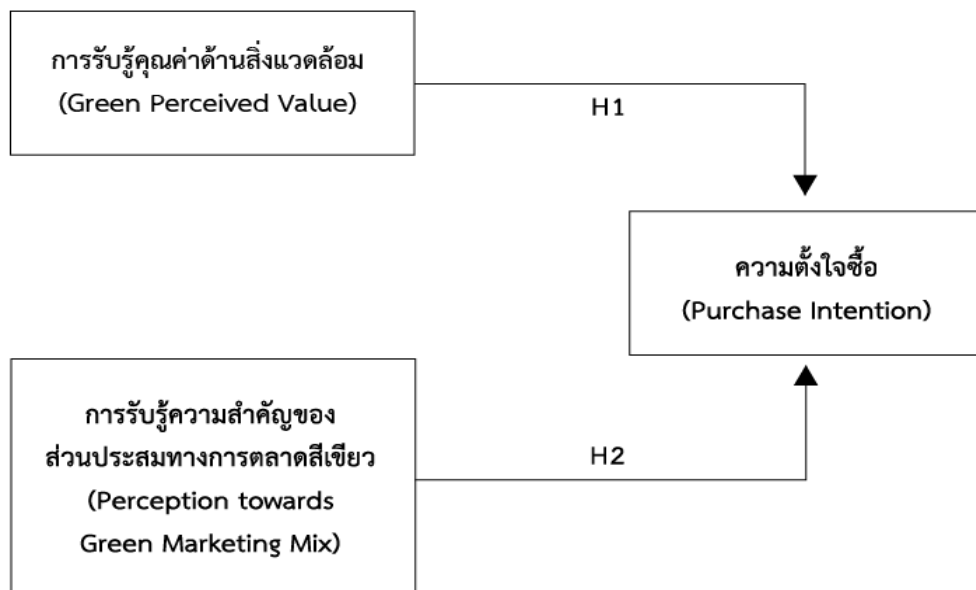 การรับรู้คุณค่าด้านสิ่งแวดล้อม
(Green Perceived Value)
H1
ความตั้งใจซื้อ
(Purchase Intention)
การรับรู้ความสำคัญของ
ส่วนประสมทางการตลาดสีเขียว
(Perception towards
Green Marketing Mix)
H2